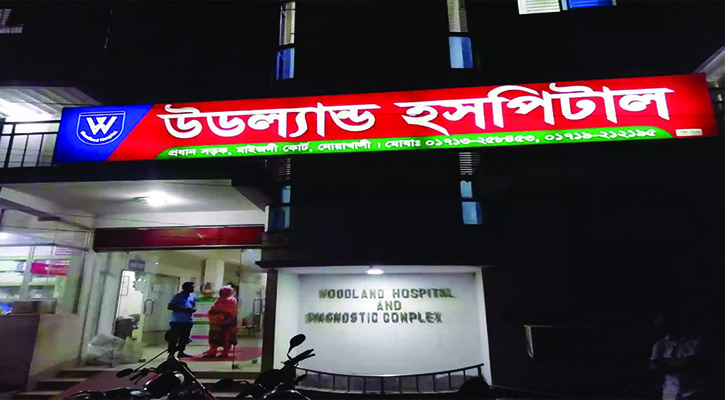 W
উডল্যান্ড হসপিটাল
প্রধান সড়ক, মাইজদী কোর্ট, নোয়াখালী । মোবাঃ ০১৭১৩-২৫৮৪৫৩, ০১৭১৯-২১২১৯৫
WOODLAND HOSPITAL
AND
DIAGNOSTIC COMPLEX